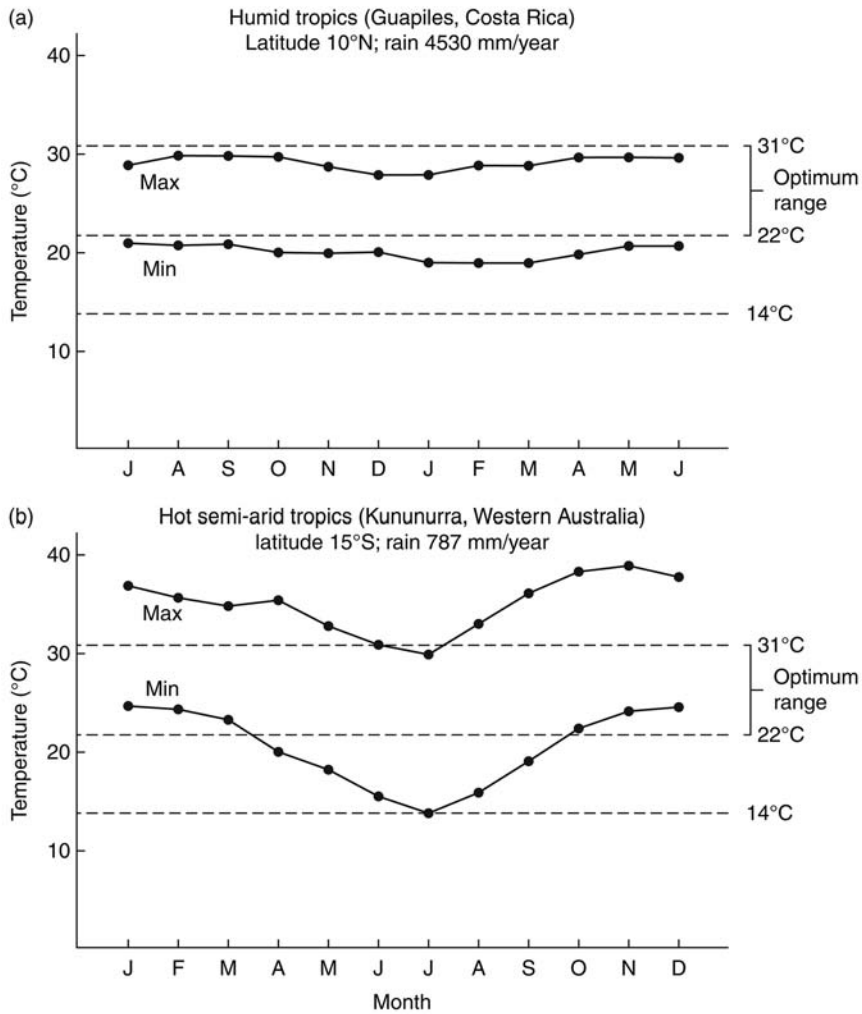 (a) Humid tropics (Guapiles, Costa Rica)
Latitude 10°N; rain 4530 mm/year
40
31°C
30
Max
Optimum
range
22°C
20
Min
14°C
10
Temperature (°C)
J A S O N D J F M A M J
(b) Hot semi-arid tropics (Kununurra, Western Australia)
latitude 15°S; rain 787 mm/year
40
Max
31°C
30
Min
Optimum
range
22°C
20
14°C
10
Temperature (°C)
J F M A M J J A S O N D
Month